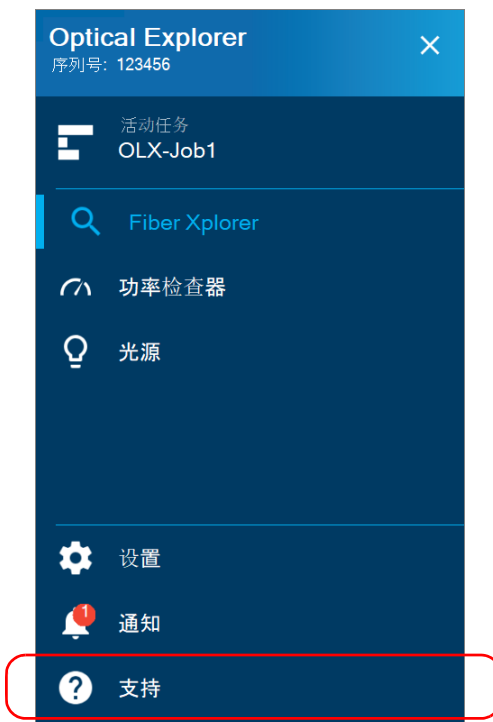 Optical Explorer
序列号: 123456
活动任务
OLX-Job1
Fiber Xplorer
功率检查器
光源
设置
1
通知
支持